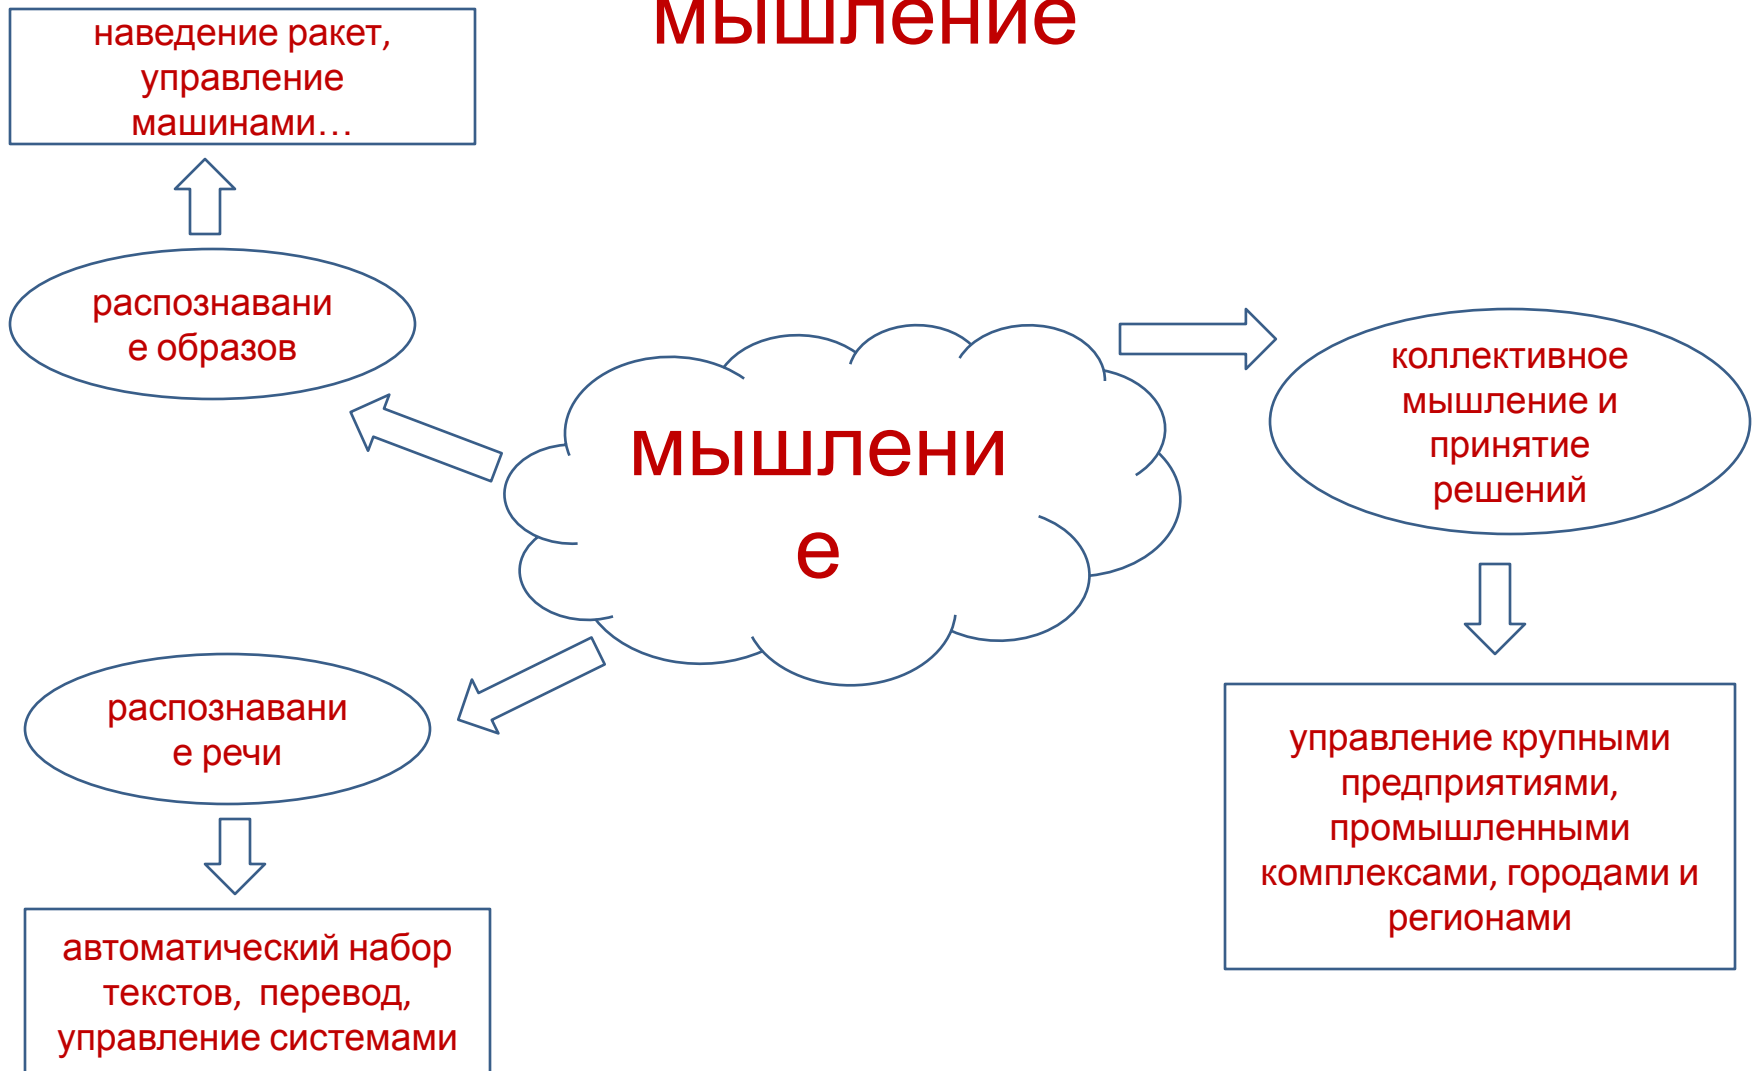 мышление
наведение ракет,
управление
машинами…
распознавани
е образов
мышлени
е
коллективное
мышление и
принятие
решений
распознавани
е речи
управление крупными
предприятиями,
промышленными
комплексами, городами и
регионами
автоматический набор
текстов, перевод,
управление системами